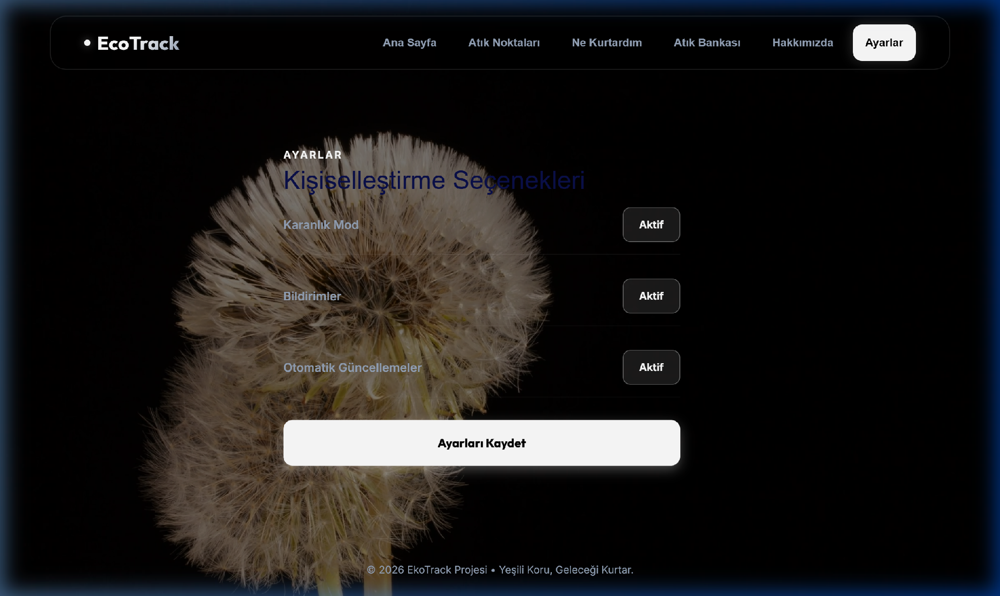 EcoTrack
Ana Sayfa
Atık Noktaları
Ne Kurtardım
Atık Bankası
Hakkımızda
Ayarlar
AYARLAR
Kişiselleştirme Seçenekleri
Karanlık Mod
Aktif
Bildirimler
Aktif
Otomatik Güncellemeler
Aktif
Ayarları Kaydet
© 2026 EkoTrack Projesi • Yeşili Koru, Geleceği Kurtar.